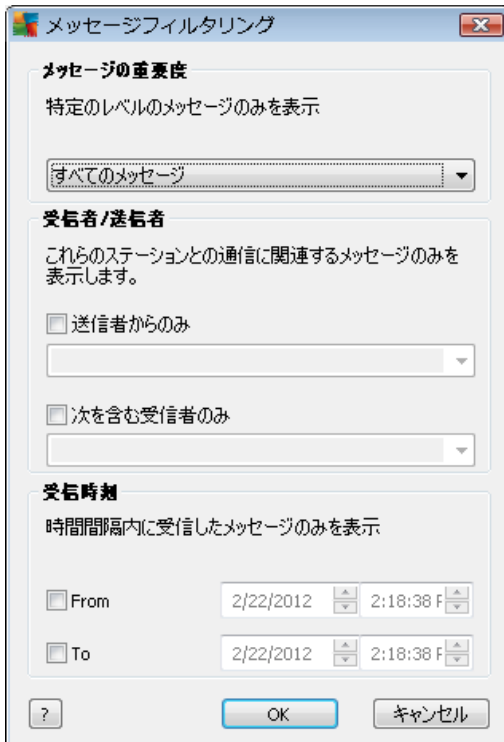 メッセージフィルタリング
メッセージの重要度
特定のレベルのメッセージのみを表示
すべてのメッセージ
受信者/送信者
これらのステーションとの通信に関連するメッセージのみを
表示します。
送信者からのみ
次を含む受信者のみ
受信時刻
時間間隔内に受信したメッセージのみを表示
From 2/22/2012 2:18:38 F
To 2/22/2012 2:18:38 F
? OK キャンセル